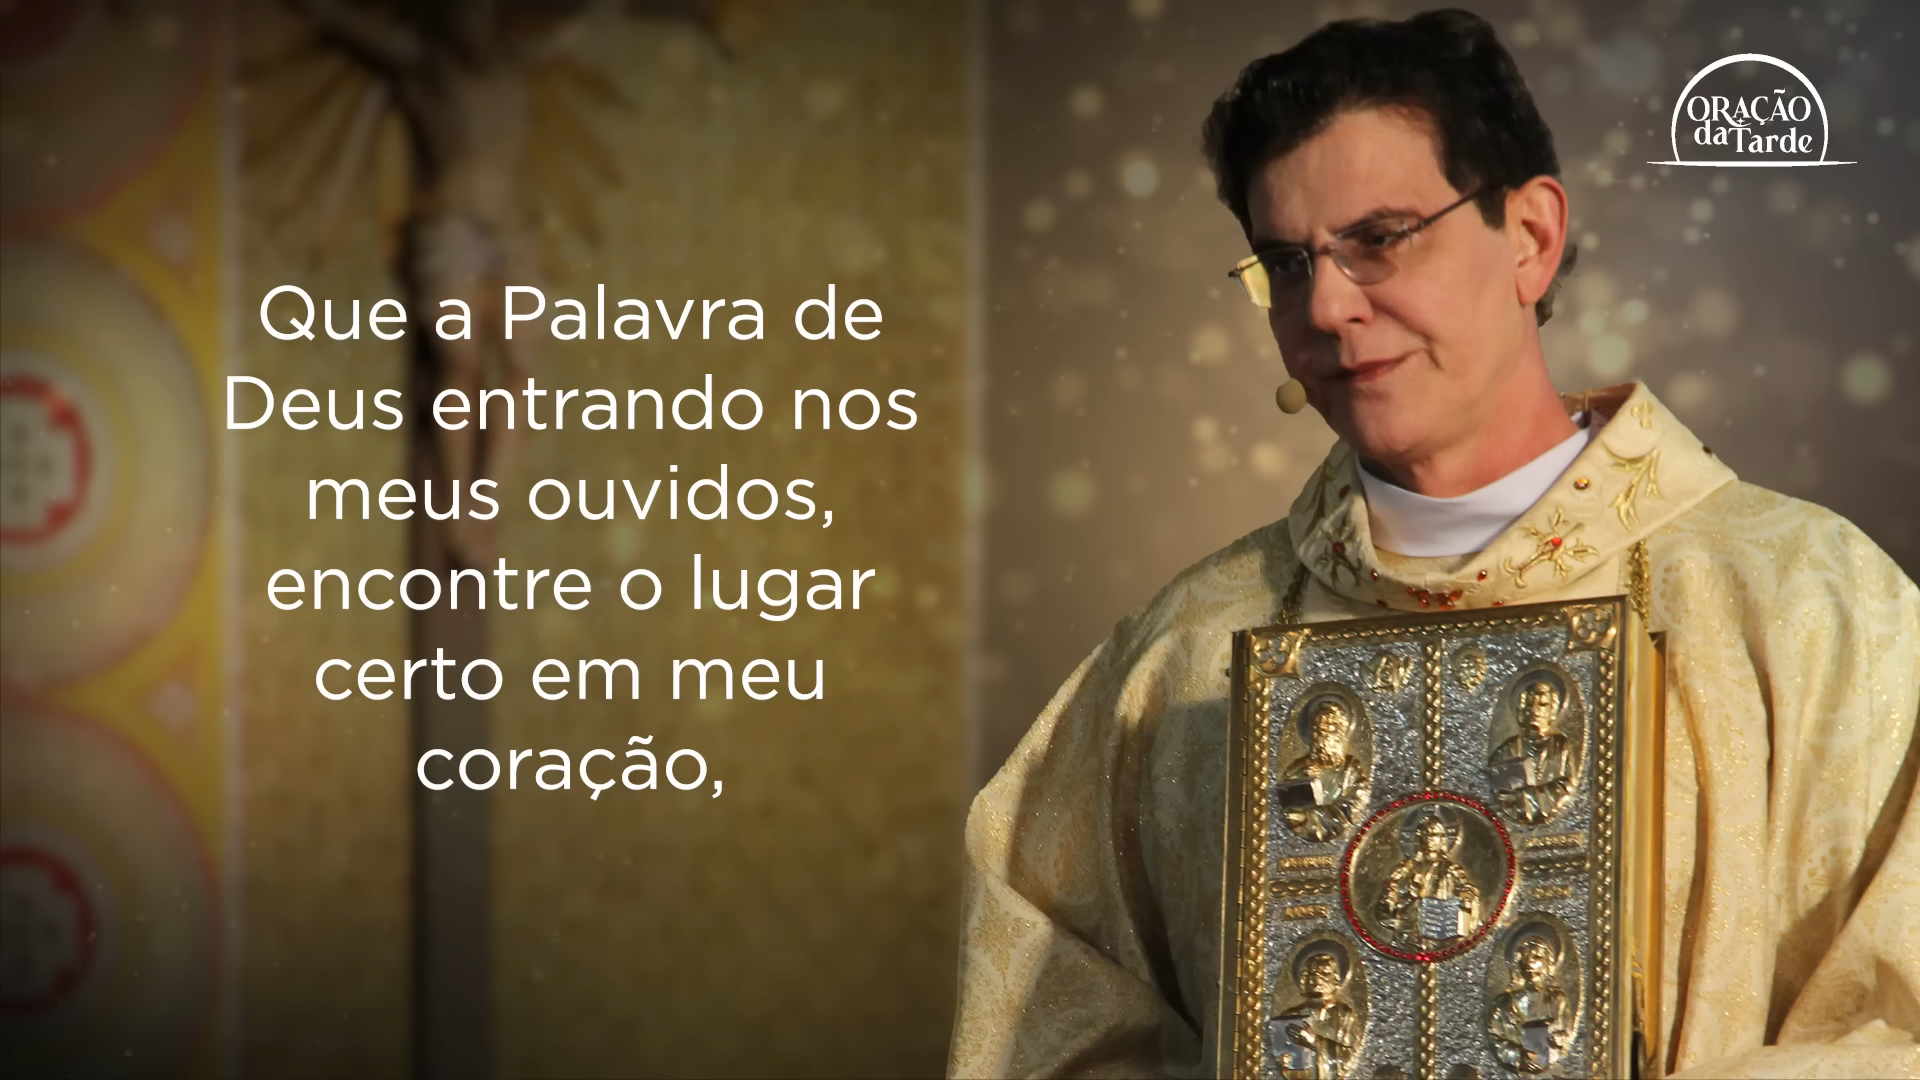 ORAÇÃO
da Tarde
Que a Palavra de
Deus entrando nos
meus ouvidos,
encontre o lugar
certo em meu
coração,